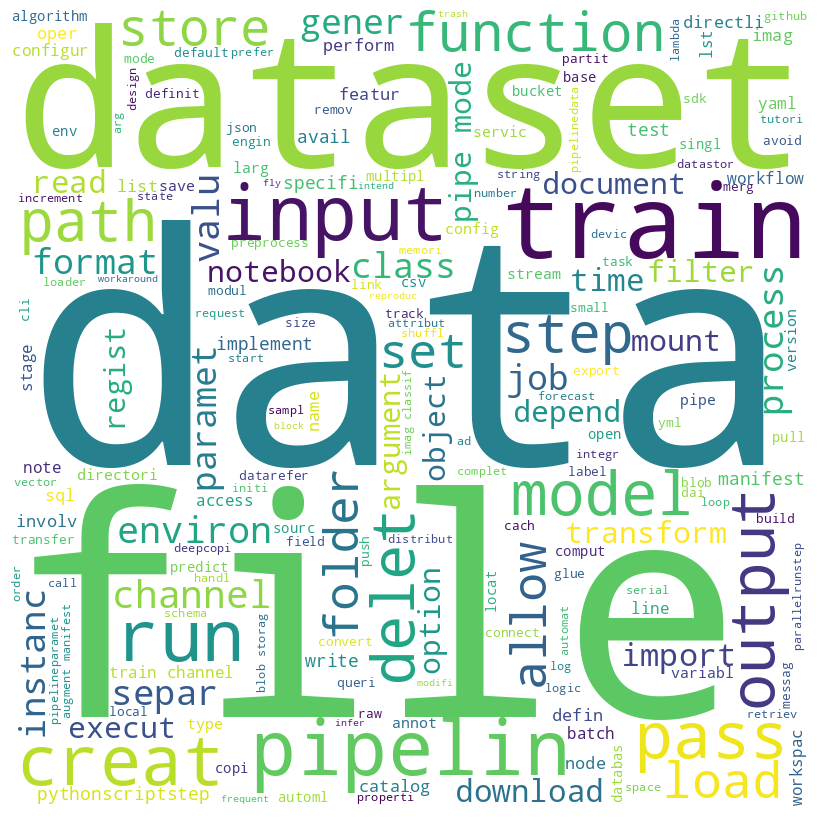 algorithm
store
gener
function
directli
github
imag
trash
oper
configur
mode
default
prefer
perform
lambda
lst
design
definit
partit
base
dataset
env
arg
json
engin
remov
featur
avail
pipe mode
bucket
servic
pipelinedata
sdk
test
singl
yaml
tutori
avoid
read
list
save
larg
fly
specifi
intend
multipl
string
number
document
datastor
merg
workflow
increment
state
path
valu
input
preprocess
config
train
devic
format
notebook
class
memori
stream
time
task
filter
loader
workaround
modul
link
reproduc
csv
small
process
version
cli
regist
request
size
track
attribut
shuffl
set
step
mount
export
stage
implement
start
data
paramet
name
sampl
block
argument
imag classif
object
job
forecast
depend
pipe
yml
open
ad
integr
pull
note
vector
directori
datarefer
initi
access
complet
label
blob
dai
loop
manifest
sql
involv
transfer
environ
sourc
field
folder
file
model
transform
build
deepcopi
handl
push
distribut
cach
comput
output
order
call
predict
schema
channel
delet
option
locat
allow
glue
serial
line
parallelrunstep
instanc
pipelineparamet
augment manifest
run
convert
write
connect
automat
import
variabl
messag
train channel
blob storag
queri
modifi
log
logic
separ
local
type
raw
infer
annot
defin
batch
retriev
execut
creat
copi
pipelin
node
pass
databas
workspac
catalog
download
space
load
pythonscriptstep
frequent
automl
properti